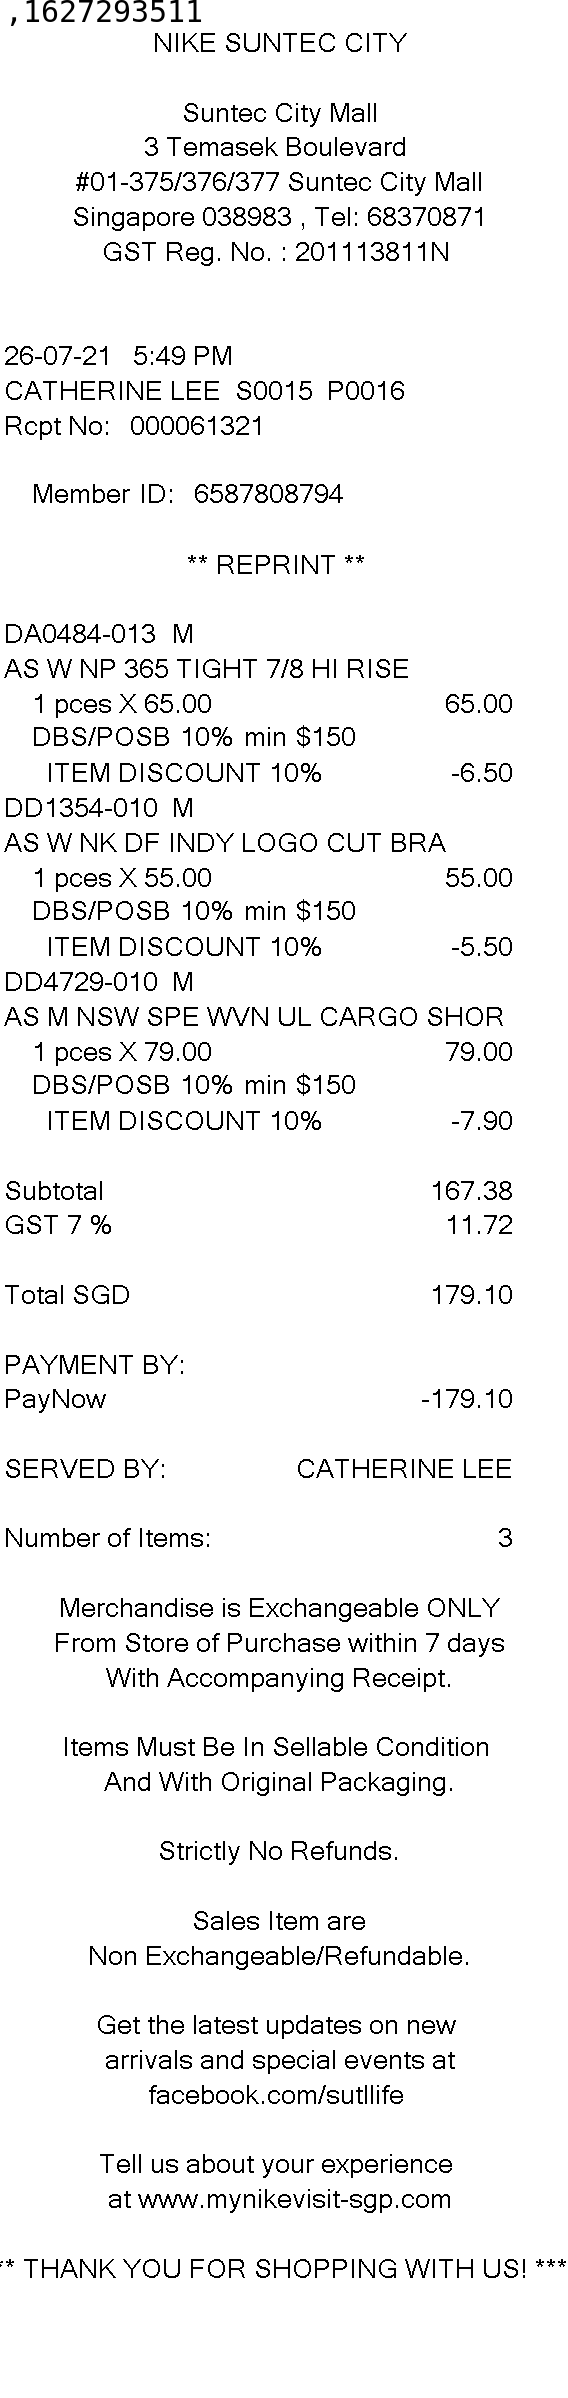 ,1627293511
NIKE SUNTEC CITY
Suntec City Mall
3 Temasek Boulevard
#01-375/376/377 Suntec City Mall
Singapore 038983 , Tel: 68370871
GST Reg. No. : 201113811N
26-07-21 5:49 PM
CATHERINE LEE S0015 P0016
Rcpt No: 000061321
Member ID: 6587808794
** REPRINT **
DA0484-013 M
AS W NP 365 TIGHT 7/8 HI RISE
1 pces X 65.00 65.00
DBS/POSB 10% min $150
ITEM DISCOUNT 10% -6.50
DD1354-010 M
AS W NK DF INDY LOGO CUT BRA
1 pces X 55.00 55.00
DBS/POSB 10% min $150
ITEM DISCOUNT 10% -5.50
DD4729-010 M
AS M NSW SPE WVN UL CARGO SHOR
1 pces X 79.00 79.00
DBS/POSB 10% min $150
ITEM DISCOUNT 10% -7.90
Subtotal 167.38
GST 7 % 11.72
Total SGD 179.10
PAYMENT BY:
PayNow -179.10
SERVED BY: CATHERINE LEE
Number of Items: 3
Merchandise is Exchangeable ONLY
From Store of Purchase within 7 days
With Accompanying Receipt.
Items Must Be In Sellable Condition
And With Original Packaging.
Strictly No Refunds.
Sales Item are
Non Exchangeable/Refundable.
Get the latest updates on new
arrivals and special events at
facebook.com/sutllife
Tell us about your experience
at www.mynikevisit-sgp.com
** THANK YOU FOR SHOPPING WITH US! ***